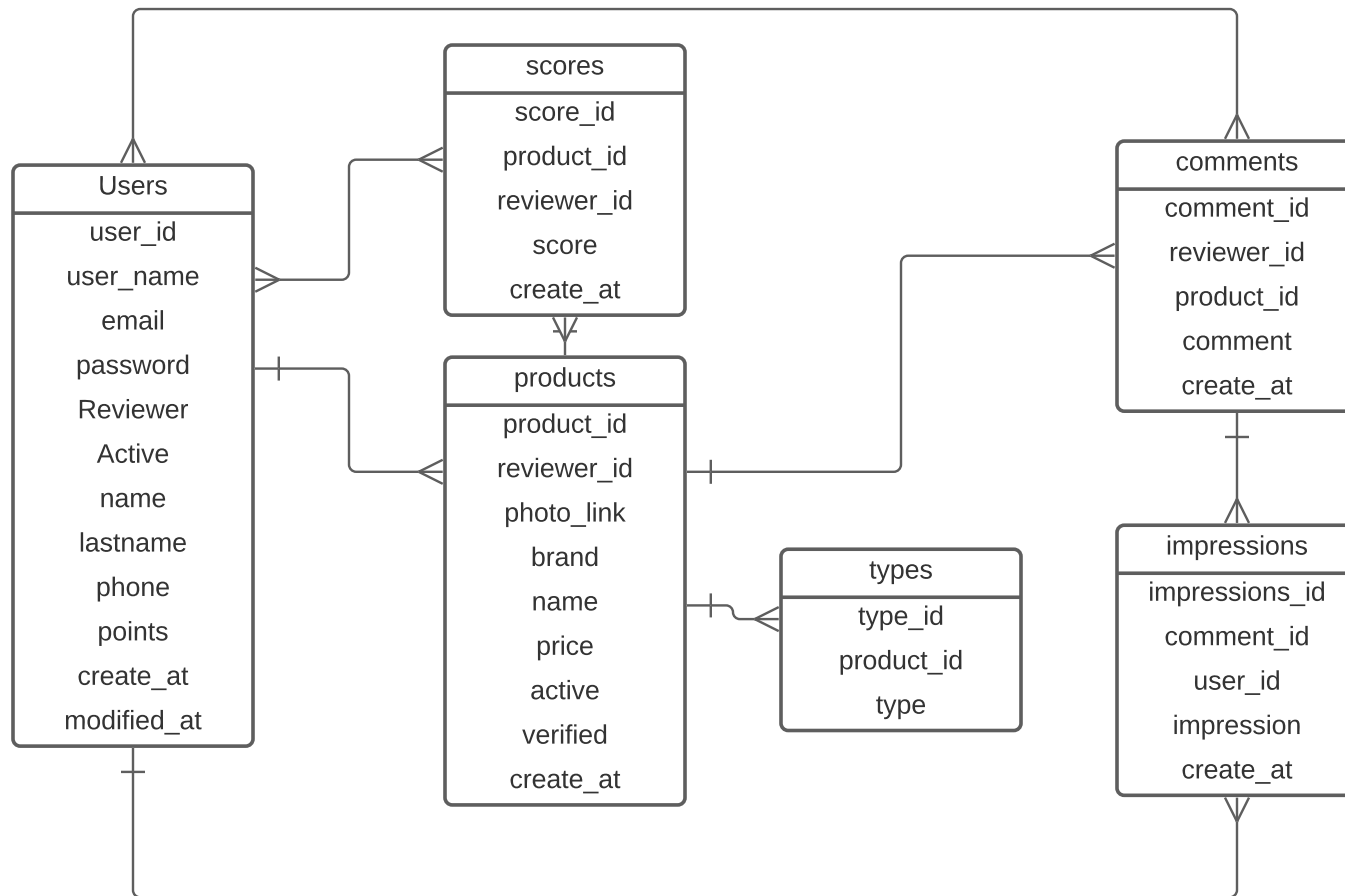 Users
user_id
user_name
email
password
Reviewer
Active
name
lastname
phone
points
create_at
modified_at
scores
score_id
product_id
reviewer_id
score
create_at
products
product_id
reviewer_id
photo_link
brand
name
price
active
verified
create_at
types
type_id
product_id
type
comments
comment_id
reviewer_id
product_id
comment
create_at
impressions
impressions_id
comment_id
user_id
impression
create_at